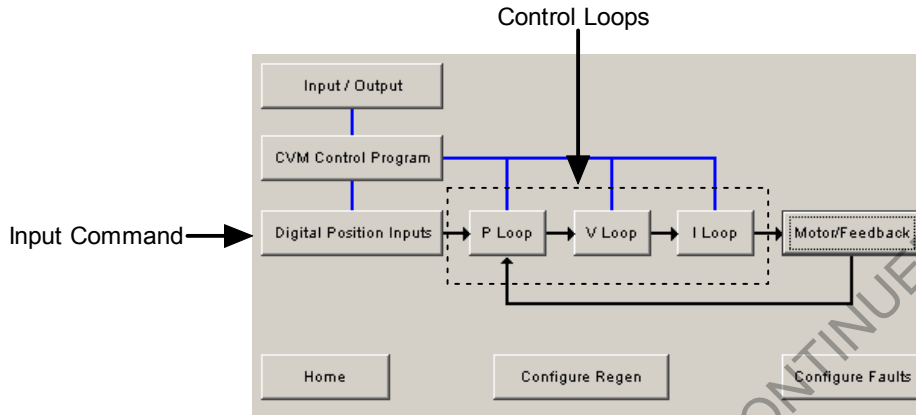 Control Loops
Input / Output
CVM Control Program
Input Command
Digital Position Inputs
P Loop
V Loop
I Loop
Motor/Feedback
Home
Configure Regen
Configure Faults
ONTINUE